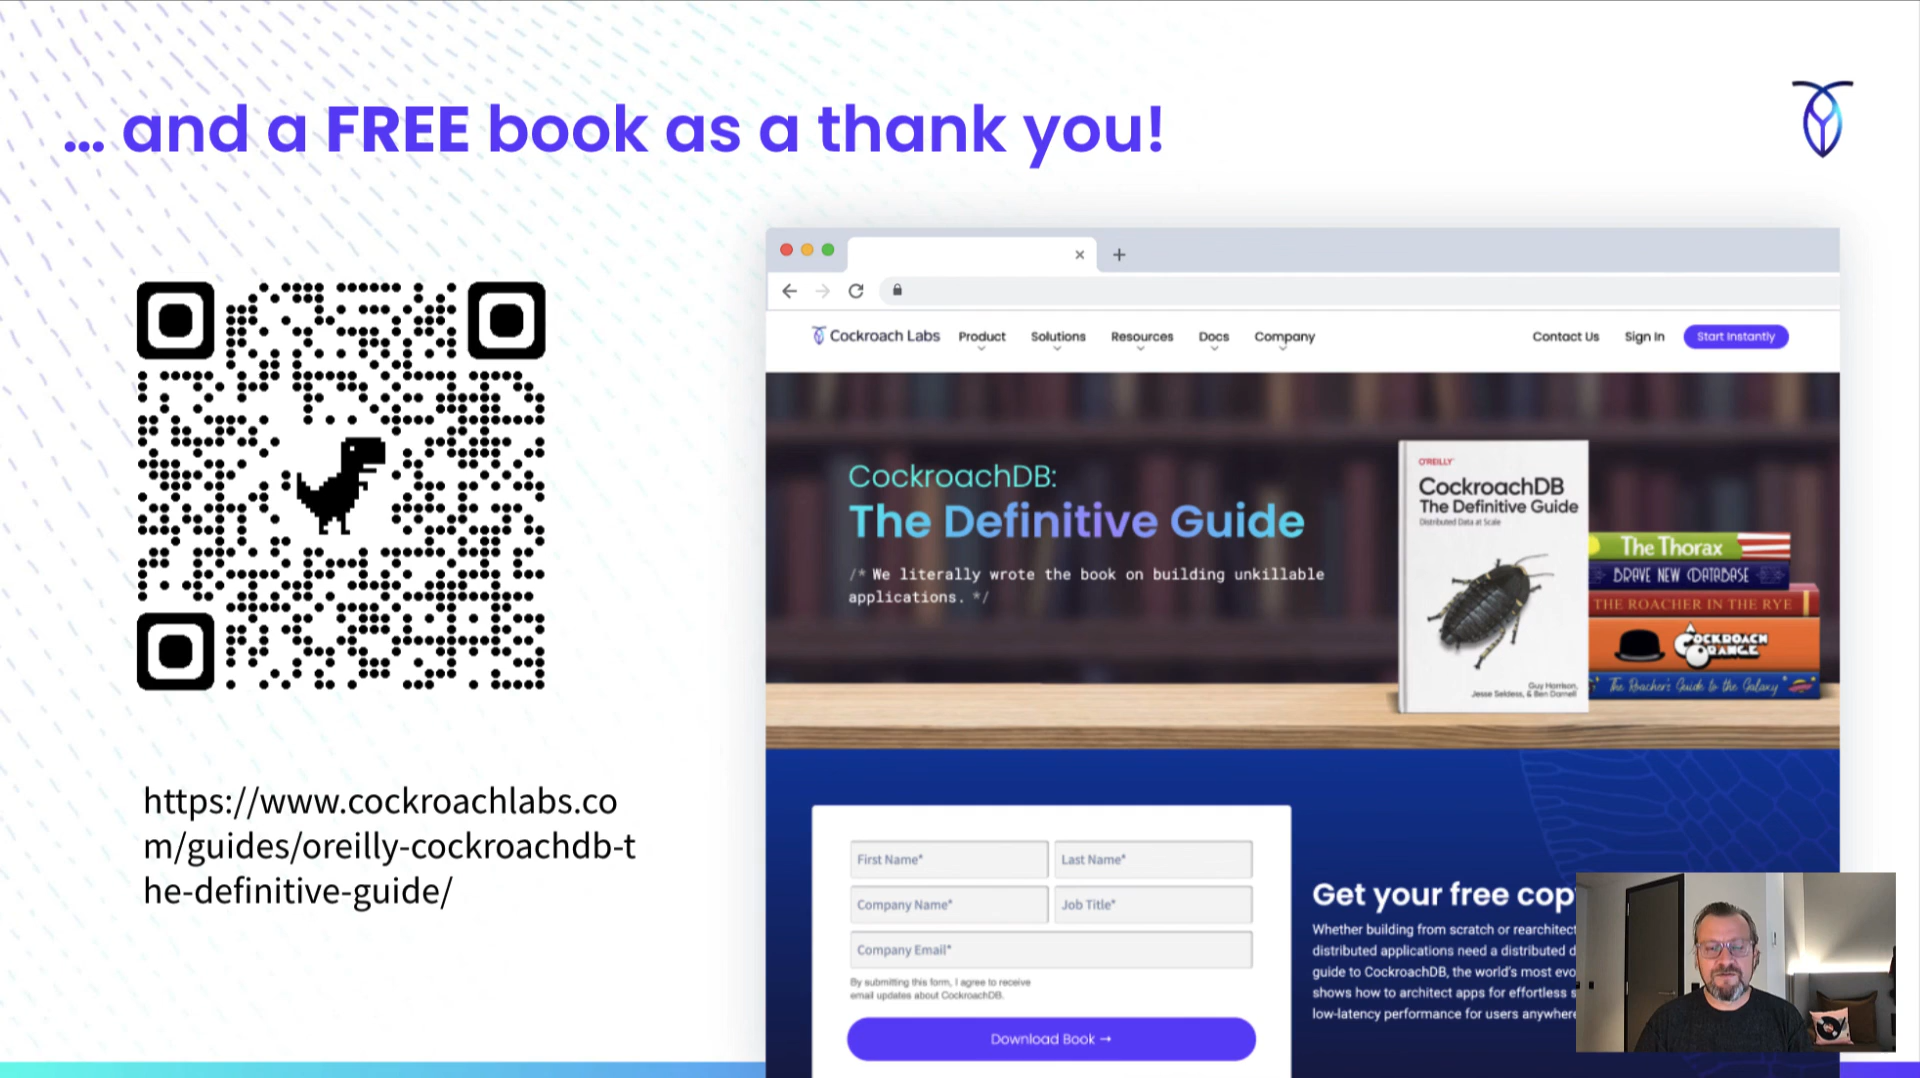 ... and a FREE book as a thank you!
https://www.cockroachlabs.co
m/guides/oreilly-cockroachdb-t
he-definitive-guide/
Cockroach Labs Product Solutions Resources Docs Company Contact Us Sign In Start Instantly
CockroachDB:
The Definitive Guide
/* We literally wrote the book on building unkillable
applications. */
O'REILLY
CockroachDB
The Definitive Guide
Distributed Data at Scale
Guy Harrison,
Jesse Seldess, & Ben Darnell
The Thorax
BRAVE NEW DATABASE
THE ROACHER IN THE RYE
A
COCKROACH
ORANGE
The Roacher's Guide to the Galaxy
First Name* Last Name*
Company Name* Job Title*
Company Email*
By submitting this form, I agree to receive
email updates about CockroachDB.
Download Book →
Get your free cop
Whether building from scratch or rearchitect
distributed applications need a distributed d
guide to CockroachDB, the world's most evo
shows how to architect apps for effortless s
low-latency performance for users anywhere